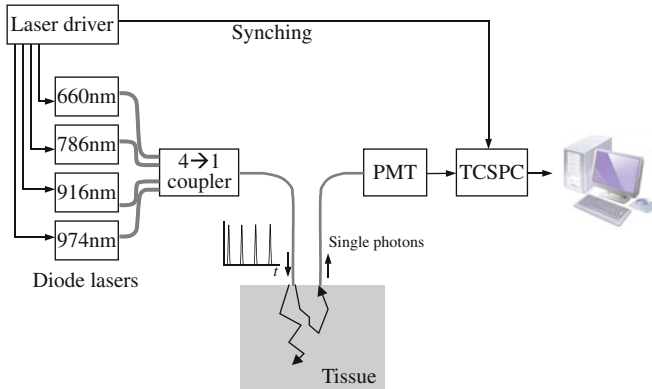 Laser driver
Synching
660nm
786nm
916nm
974nm
Diode lasers
4→1
coupler
PMT
TCSPC
t
Single photons
Tissue